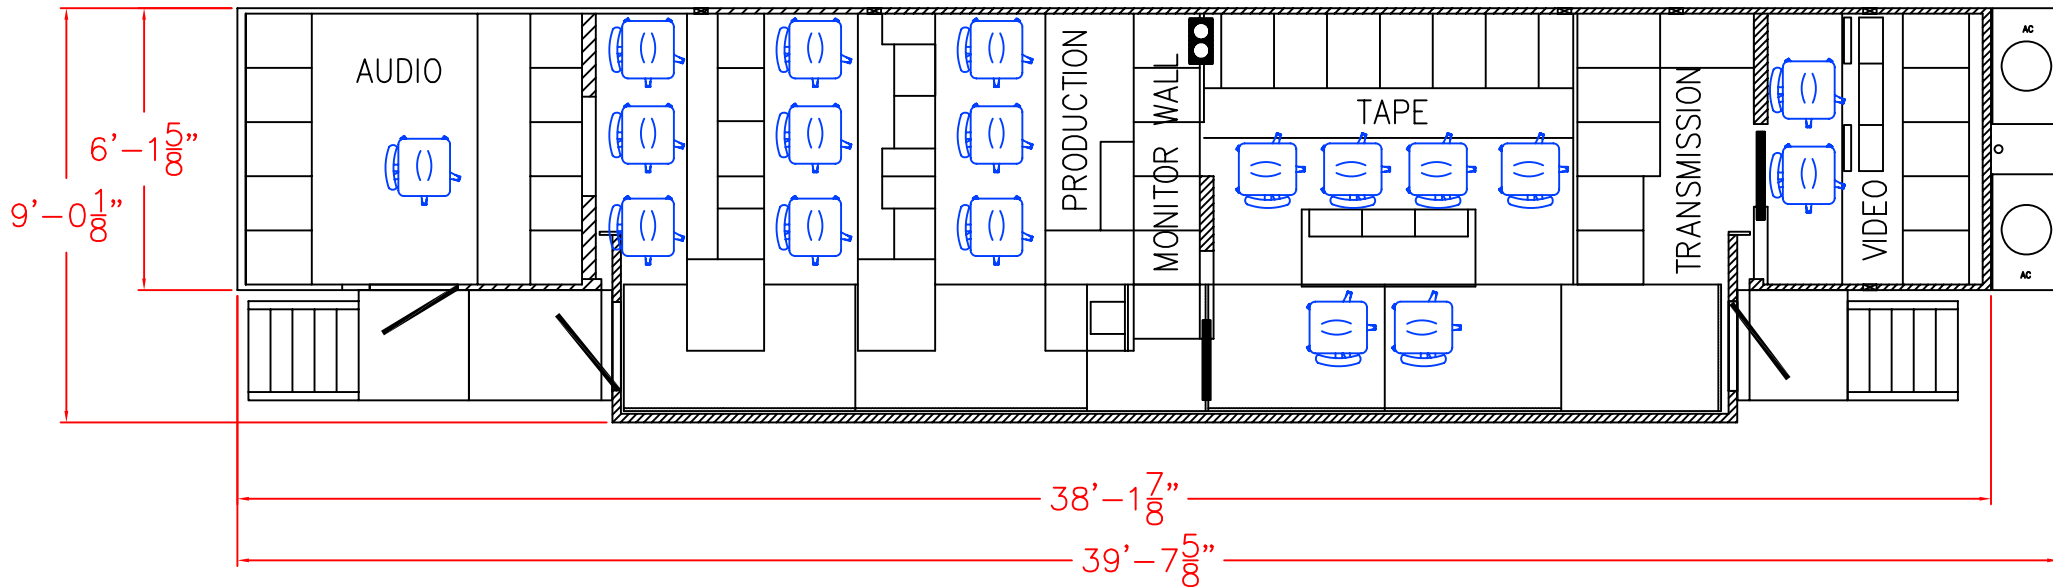 AUDIO
PRODUCTION
MONITOR WALL
TAPE
TRANSMISSION
VIDEO
AC
AC
6'-1 5/8"
9'-0 1/8"
38'-1 7/8"
39'-7 5/8"